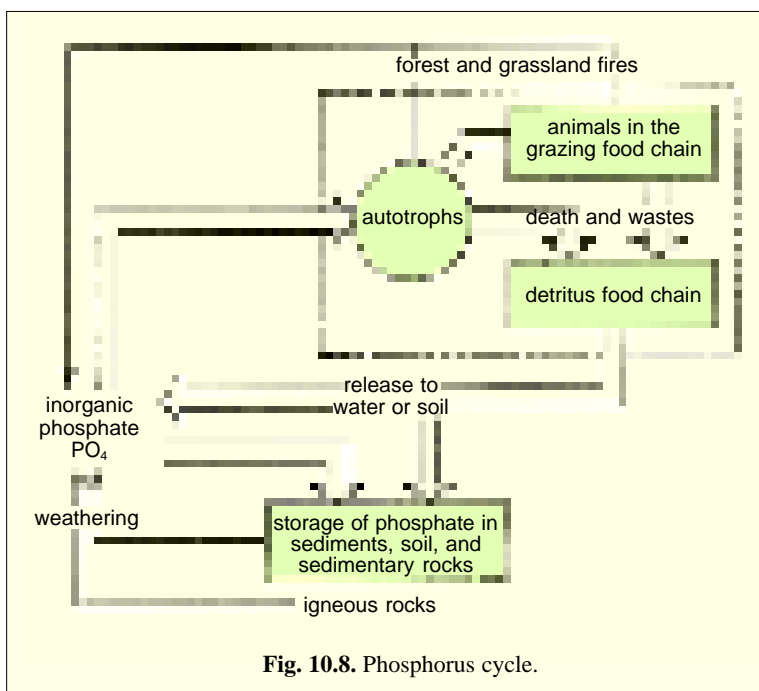 forest and grassland fires
animals in the
grazing food chain
autotrophs
death and wastes
detritus food chain
release to
water or soil
inorganic
phosphate
PO₄
weathering
storage of phosphate in
sediments, soil, and
sedimentary rocks
igneous rocks
Fig. 10.8. Phosphorus cycle.